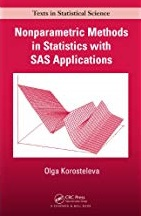 Texts in Statistical Science
Nonparametric Methods
in Statistics with
SAS Applications
Olga Korosteleva
CRC Press